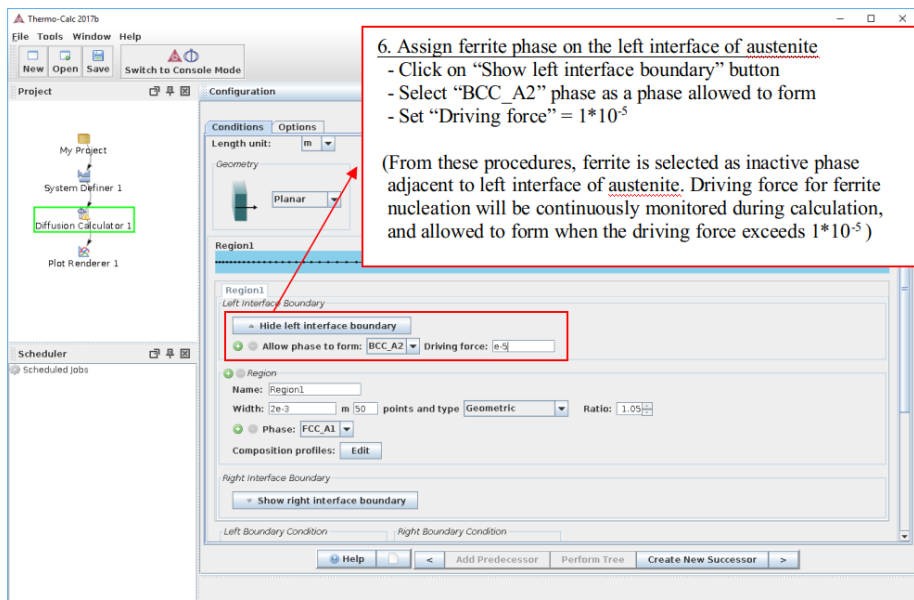 Thermo-Calc 2017b
File Tools Window Help
New Open Save Switch to Console Mode
Project
My Project
System Definer 1
Diffusion Calculator 1
Plot Renderer 1
Scheduler
Scheduled Jobs
Configuration
Conditions Options
Length unit: m
Geometry
Planar
6. Assign ferrite phase on the left interface of austenite
- Click on “Show left interface boundary” button
- Select “BCC_A2” phase as a phase allowed to form
- Set “Driving force” = 1*10⁻⁵
(From these procedures, ferrite is selected as inactive phase
adjacent to left interface of austenite. Driving force for ferrite
nucleation will be continuously monitored during calculation,
and allowed to form when the driving force exceeds 1*10⁻⁵ )
Region1
Region1
Left Interface Boundary
Hide left interface boundary
Allow phase to form: BCC_A2 Driving force: e-5
Region
Name: Region1
Width: 2e-3 m 50 points and type Geometric Ratio: 1.05
Phase: FCC_A1
Composition profiles: Edit
Right Interface Boundary
Show right interface boundary
Left Boundary Condition Right Boundary Condition
Help < Add Predecessor Perform Tree Create New Successor >